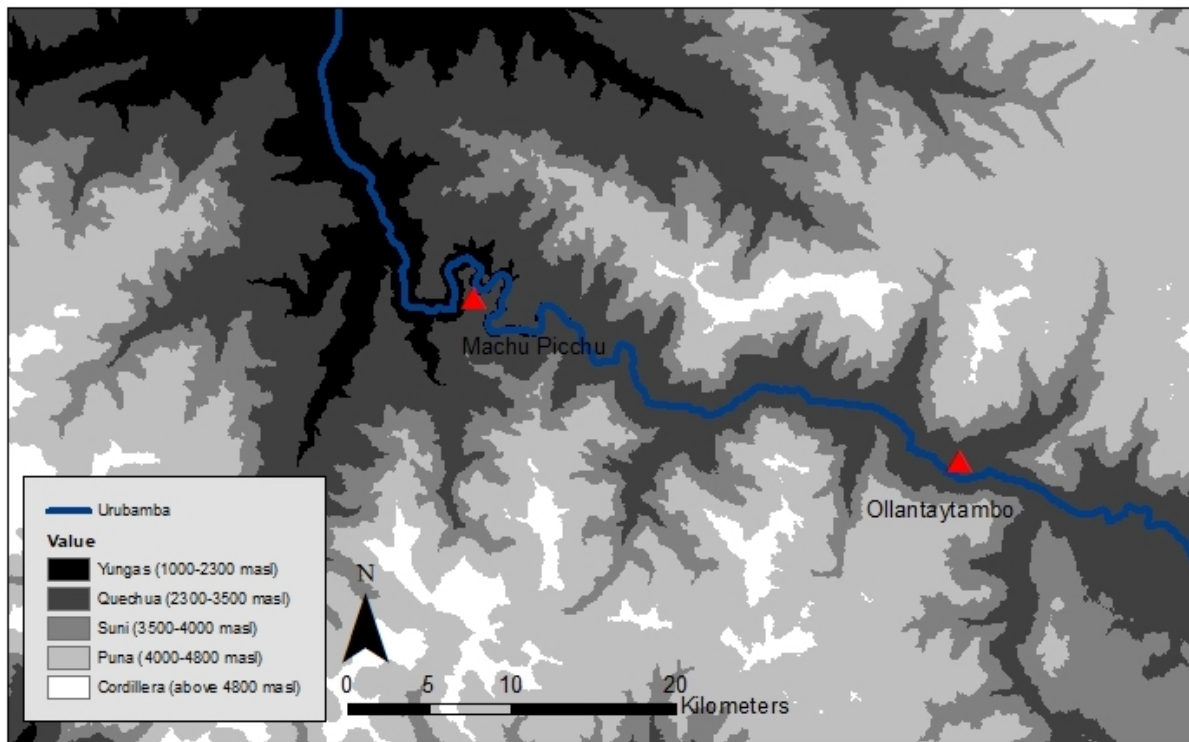 Machu Picchu
Ollantaytambo
Urubamba
Value
Yungas (1000-2300 masl)
Quechua (2300-3500 masl)
Suni (3500-4000 masl)
Puna (4000-4800 masl)
Cordillera (above 4800 masl)
N
0 5 10 20
Kilometers